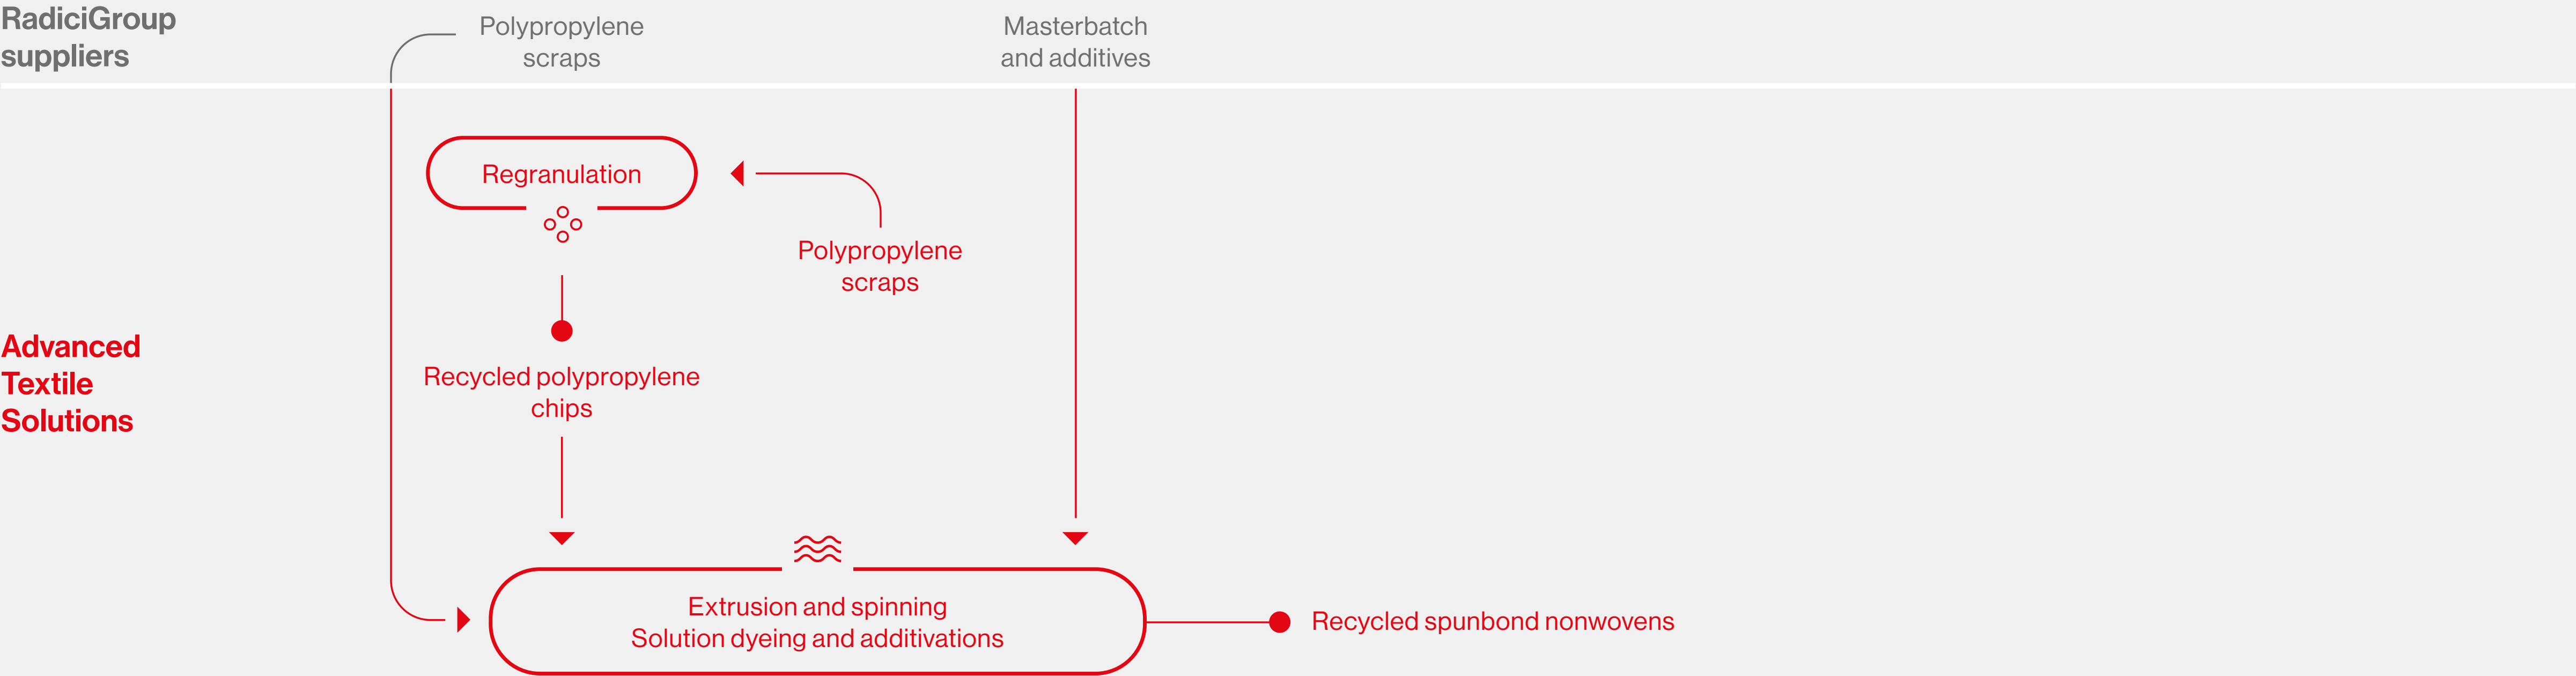 RadiciGroup
suppliers
Polypropylene
scraps
Masterbatch
and additives
Regranulation
Polypropylene
scraps
Advanced
Textile
Solutions
Recycled polypropylene
chips
Extrusion and spinning
Solution dyeing and additivations
Recycled spunbond nonwovens